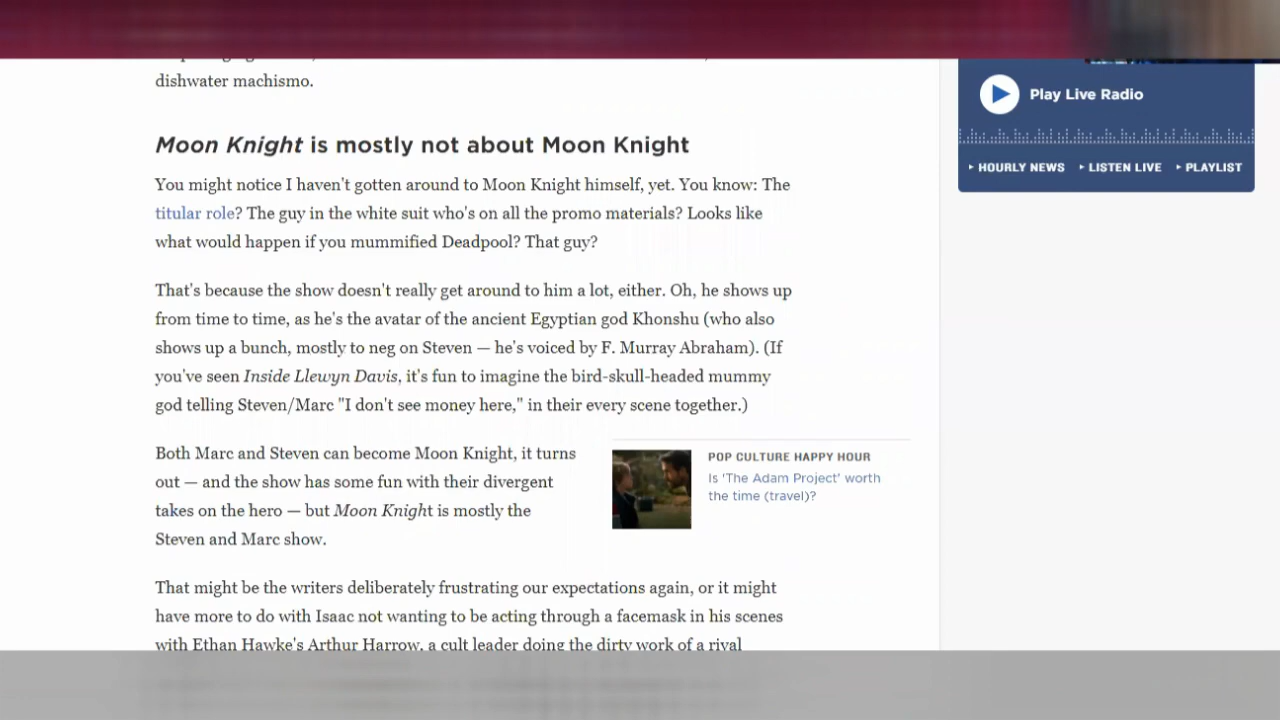 dishwater machismo.
Moon Knight is mostly not about Moon Knight
You might notice I haven't gotten around to Moon Knight himself, yet. You know: The
titular role? The guy in the white suit who's on all the promo materials? Looks like
what would happen if you mummified Deadpool? That guy?
That's because the show doesn't really get around to him a lot, either. Oh, he shows up
from time to time, as he's the avatar of the ancient Egyptian god Khonshu (who also
shows up a bunch, mostly to neg on Steven — he's voiced by F. Murray Abraham). (If
you've seen Inside Llewyn Davis, it's fun to imagine the bird-skull-headed mummy
god telling Steven/Marc "I don't see money here," in their every scene together.)
Both Marc and Steven can become Moon Knight, it turns
out — and the show has some fun with their divergent
takes on the hero — but Moon Knight is mostly the
Steven and Marc show.
POP CULTURE HAPPY HOUR
Is 'The Adam Project' worth
the time (travel)?
That might be the writers deliberately frustrating our expectations again, or it might
have more to do with Isaac not wanting to be acting through a facemask in his scenes
with Ethan Hawke's Arthur Harrow, a cult leader doing the dirty work of a rival
Play Live Radio
HOURLY NEWS
LISTEN LIVE
PLAYLIST